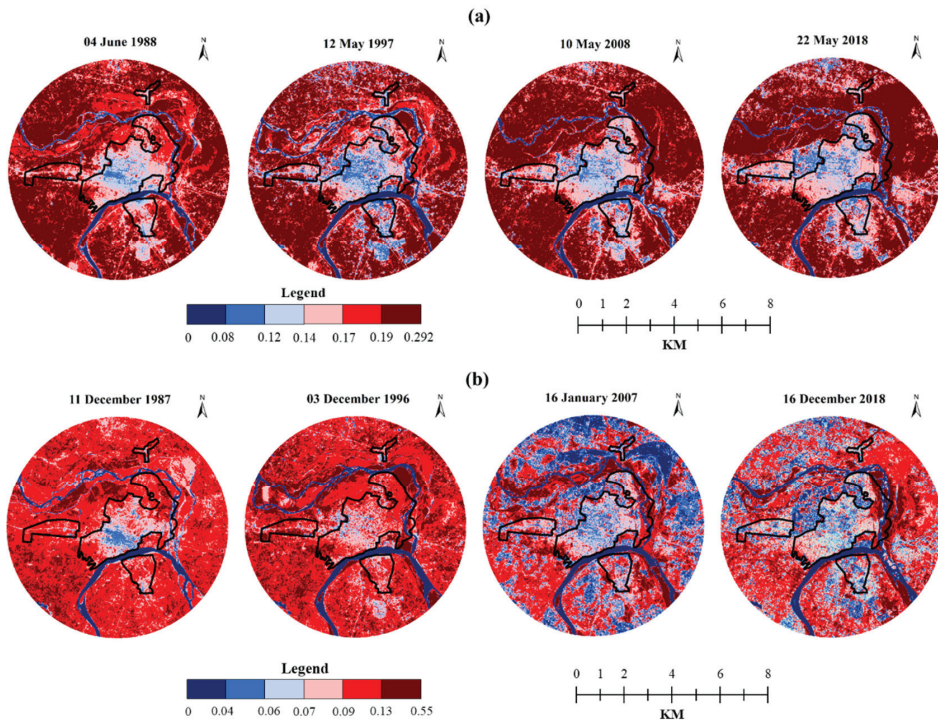 (a)
04 June 1988
12 May 1997
10 May 2008
22 May 2018
N
N
N
N
Legend
0 0.08 0.12 0.14 0.17 0.19 0.292
0 1 2 4 6 8
KM
(b)
11 December 1987
03 December 1996
16 January 2007
16 December 2018
N
N
N
N
Legend
0 0.04 0.06 0.07 0.09 0.13 0.55
0 1 2 4 6 8
KM